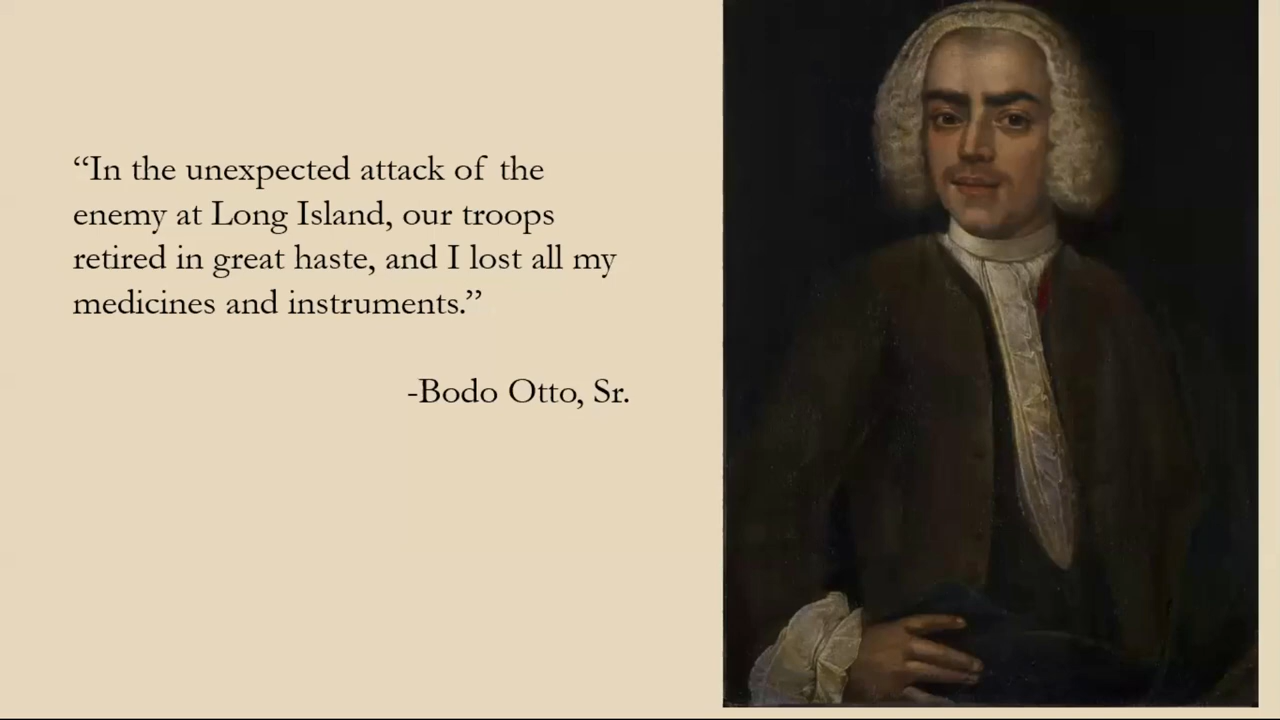 “In the unexpected attack of the
enemy at Long Island, our troops
retired in great haste, and I lost all my
medicines and instruments.”
-Bodo Otto, Sr.